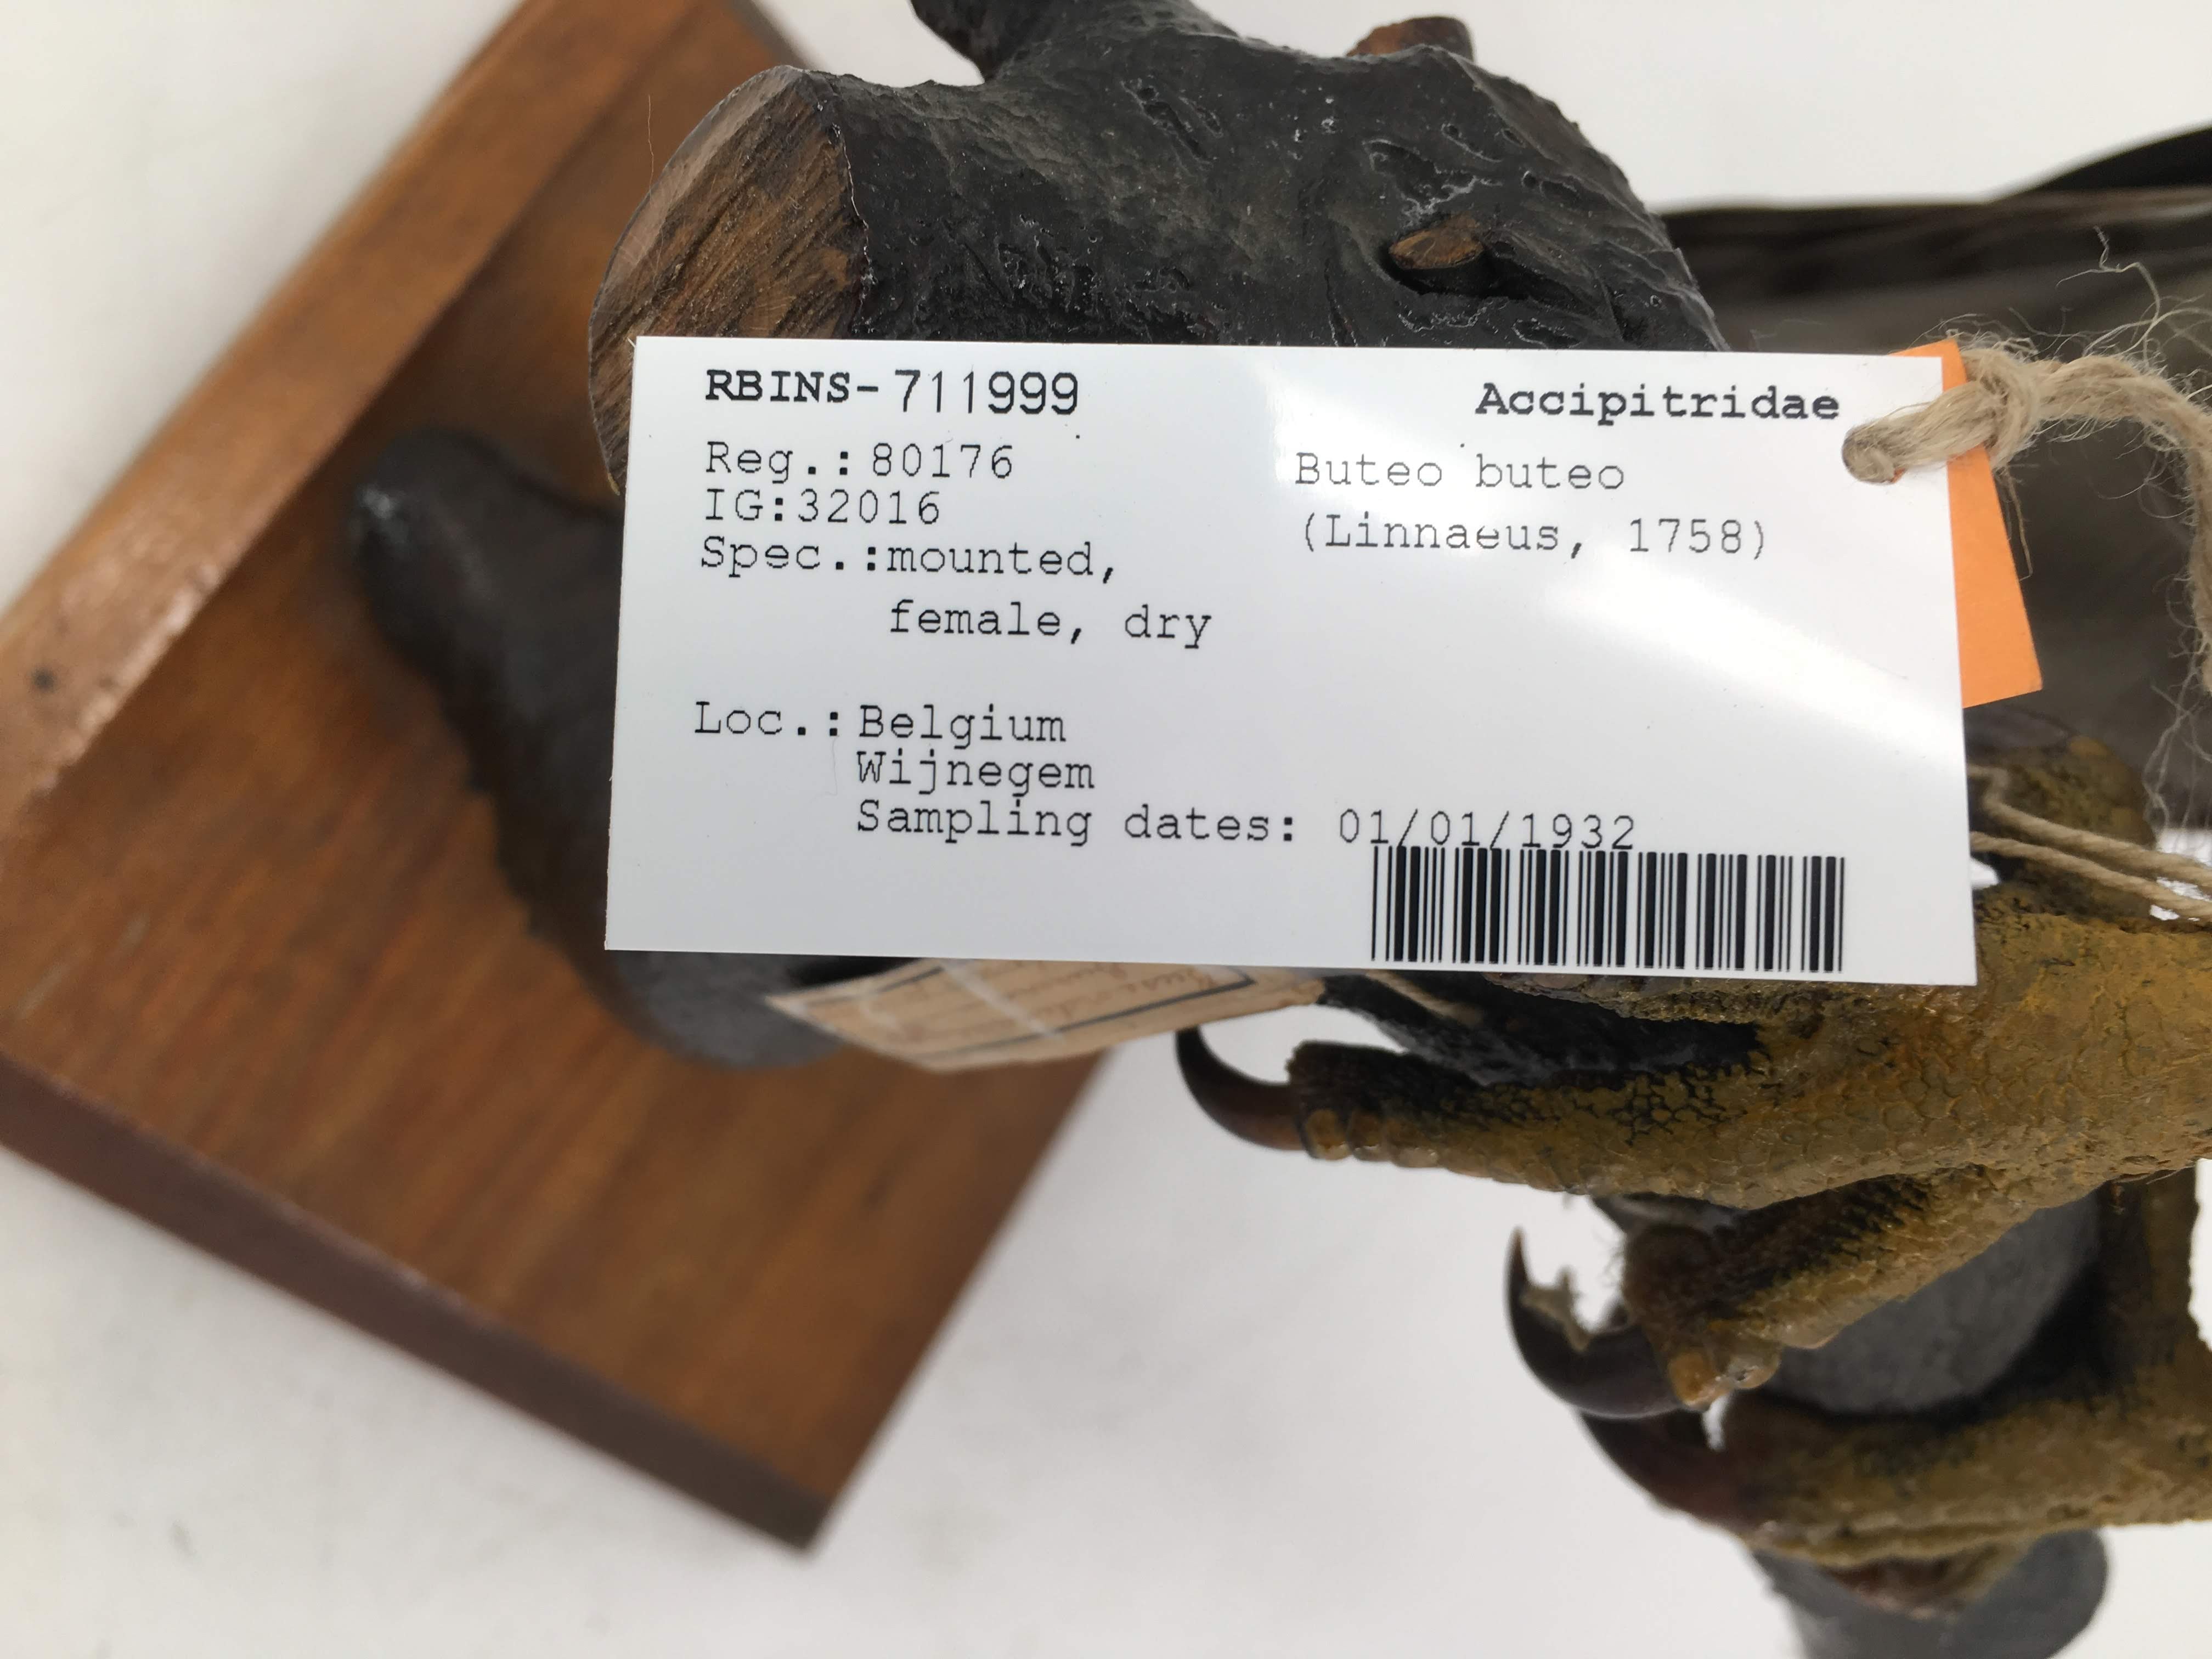 RBINS-711999
Accipitridae
Reg.:80176
Buteo buteo
IG:32016
(Linnaeus, 1758)
Spec.:mounted,
female, dry
Loc.:Belgium
Wijnegem
Sampling dates: 01/01/1932